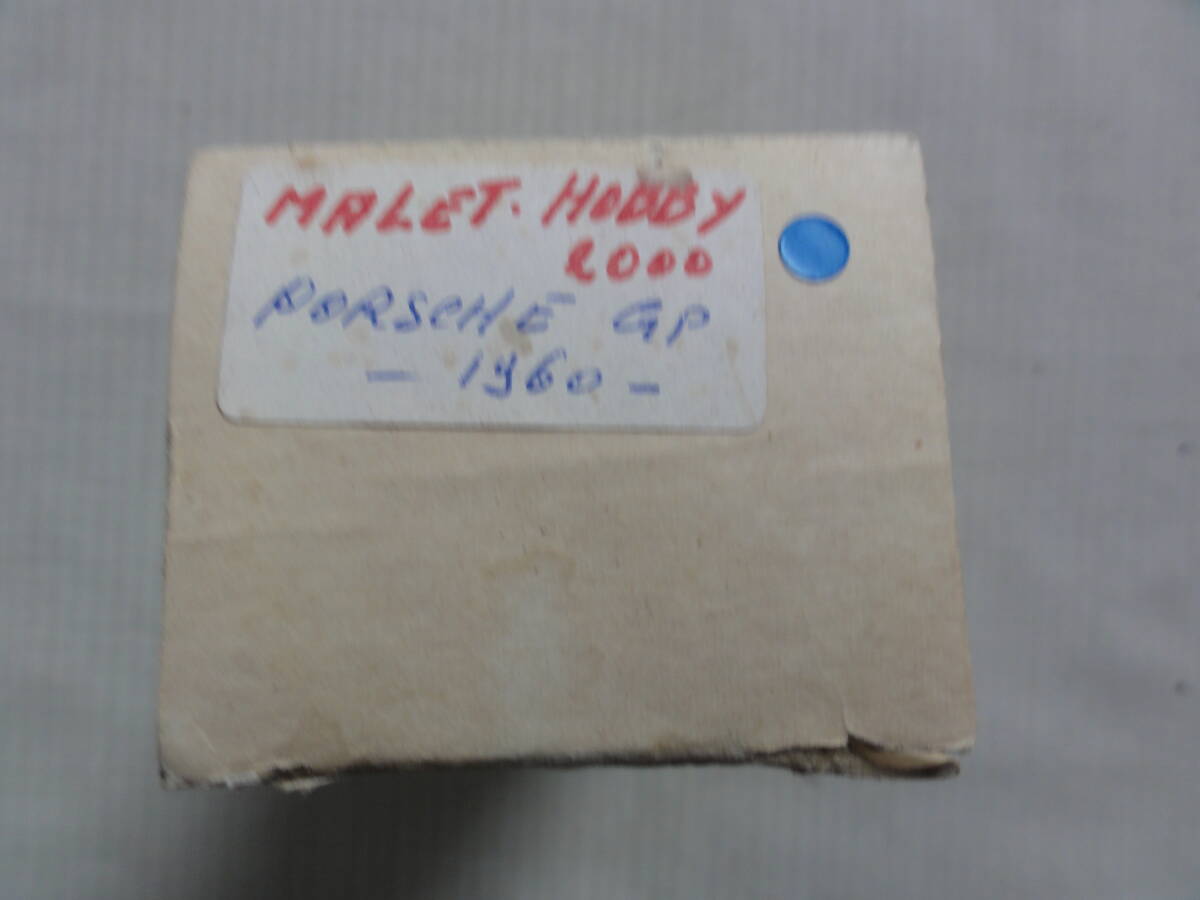 MALET. HOBBY
2000
PORSCHE GP
- 1960 -